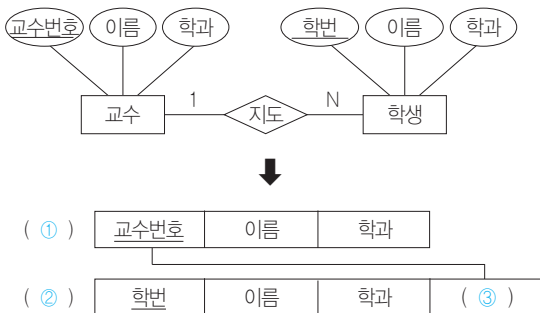 교수번호 이름 학과 학번 이름 학과
교수 1 지도 N 학생
( ① ) 교수번호 이름 학과
( ② ) 학번 이름 학과 ( ③ )